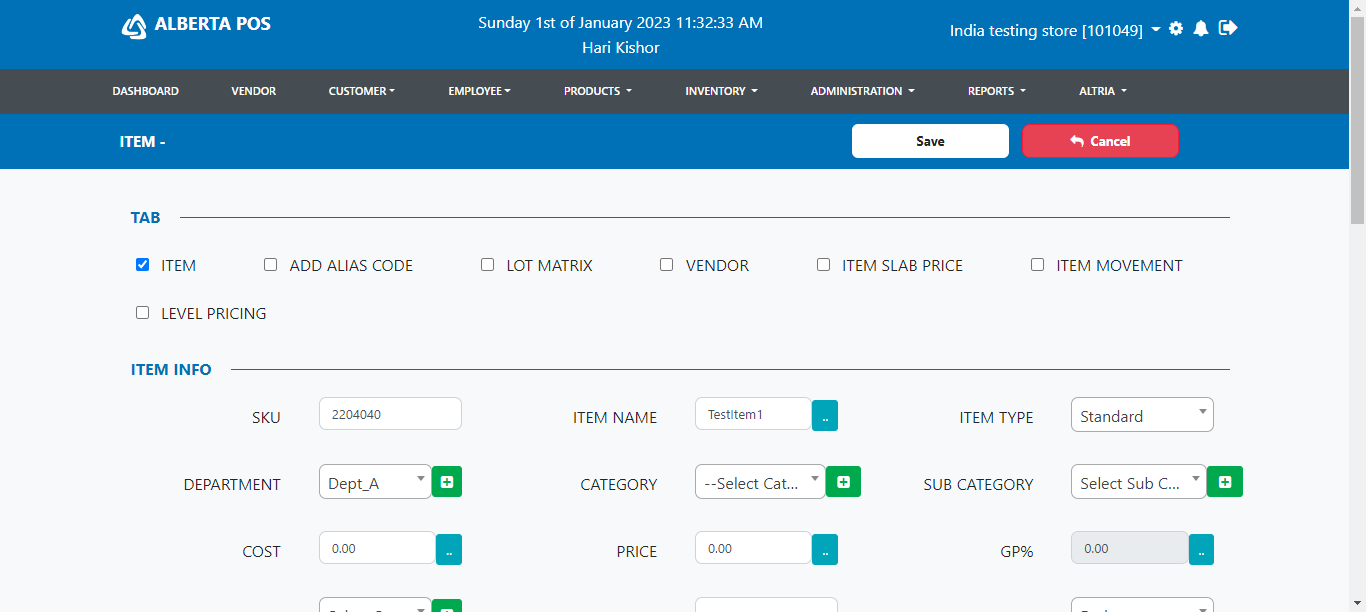 ALBERTA POS
Sunday 1st of January 2023 11:32:33 AM
Hari Kishor
India testing store [101049]
DASHBOARD VENDOR CUSTOMER EMPLOYEE PRODUCTS INVENTORY ADMINISTRATION REPORTS ALTRIA
ITEM - Save Cancel
TAB
ITEM ADD ALIAS CODE LOT MATRIX VENDOR ITEM SLAB PRICE ITEM MOVEMENT
LEVEL PRICING
ITEM INFO
SKU 2204040 ITEM NAME TestItem1 .. ITEM TYPE Standard
DEPARTMENT Dept_A CATEGORY --Select Cat... SUB CATEGORY Select Sub C...
COST 0.00 .. PRICE 0.00 .. GP% 0.00 ..